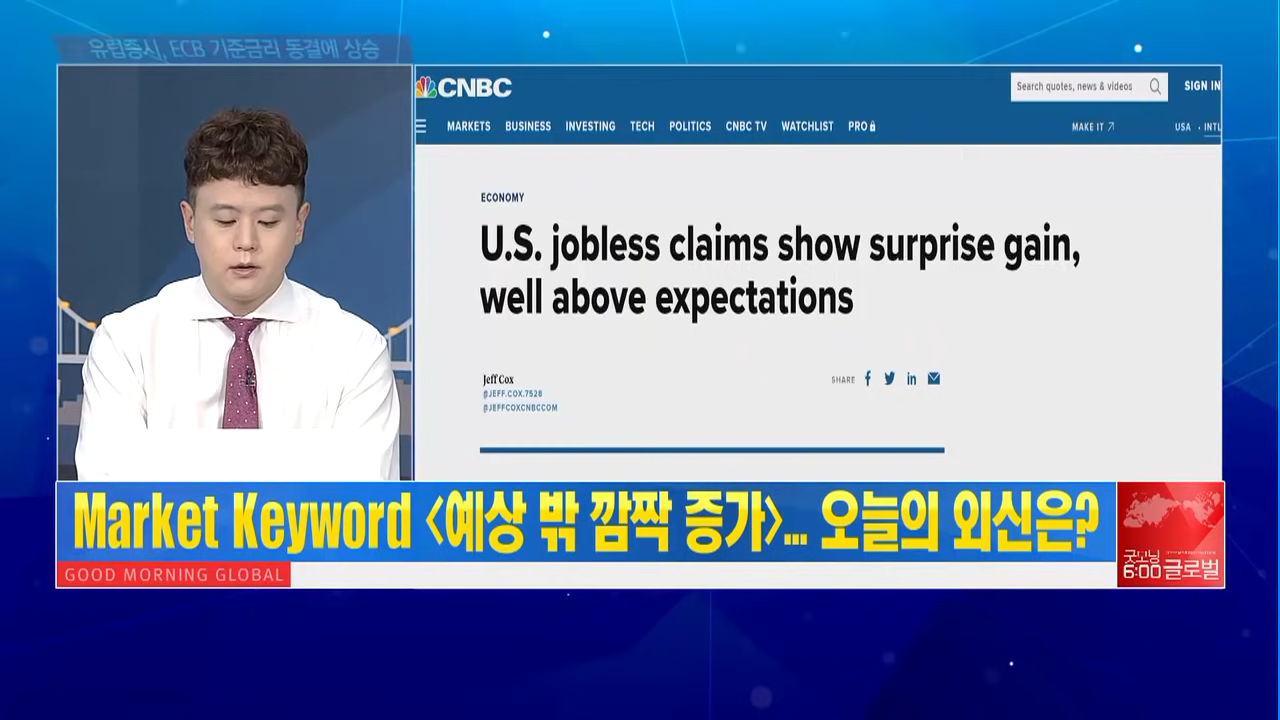 유럽증시, ECB 기준금리 동결에 상승
CNBC
Search quotes, news & videos
SIGN IN
MARKETS BUSINESS INVESTING TECH POLITICS CNBC TV WATCHLIST PRO
MAKE IT
USA • INTL
ECONOMY
U.S. jobless claims show surprise gain,
well above expectations
Jeff Cox
@JEFF.COX.7528
@JEFFCOXCNBCCOM
SHARE
Market Keyword <예상 밖 깜짝 증가>... 오늘의 외신은?
GOOD MORNING GLOBAL
굿모닝
6:00 글로벌